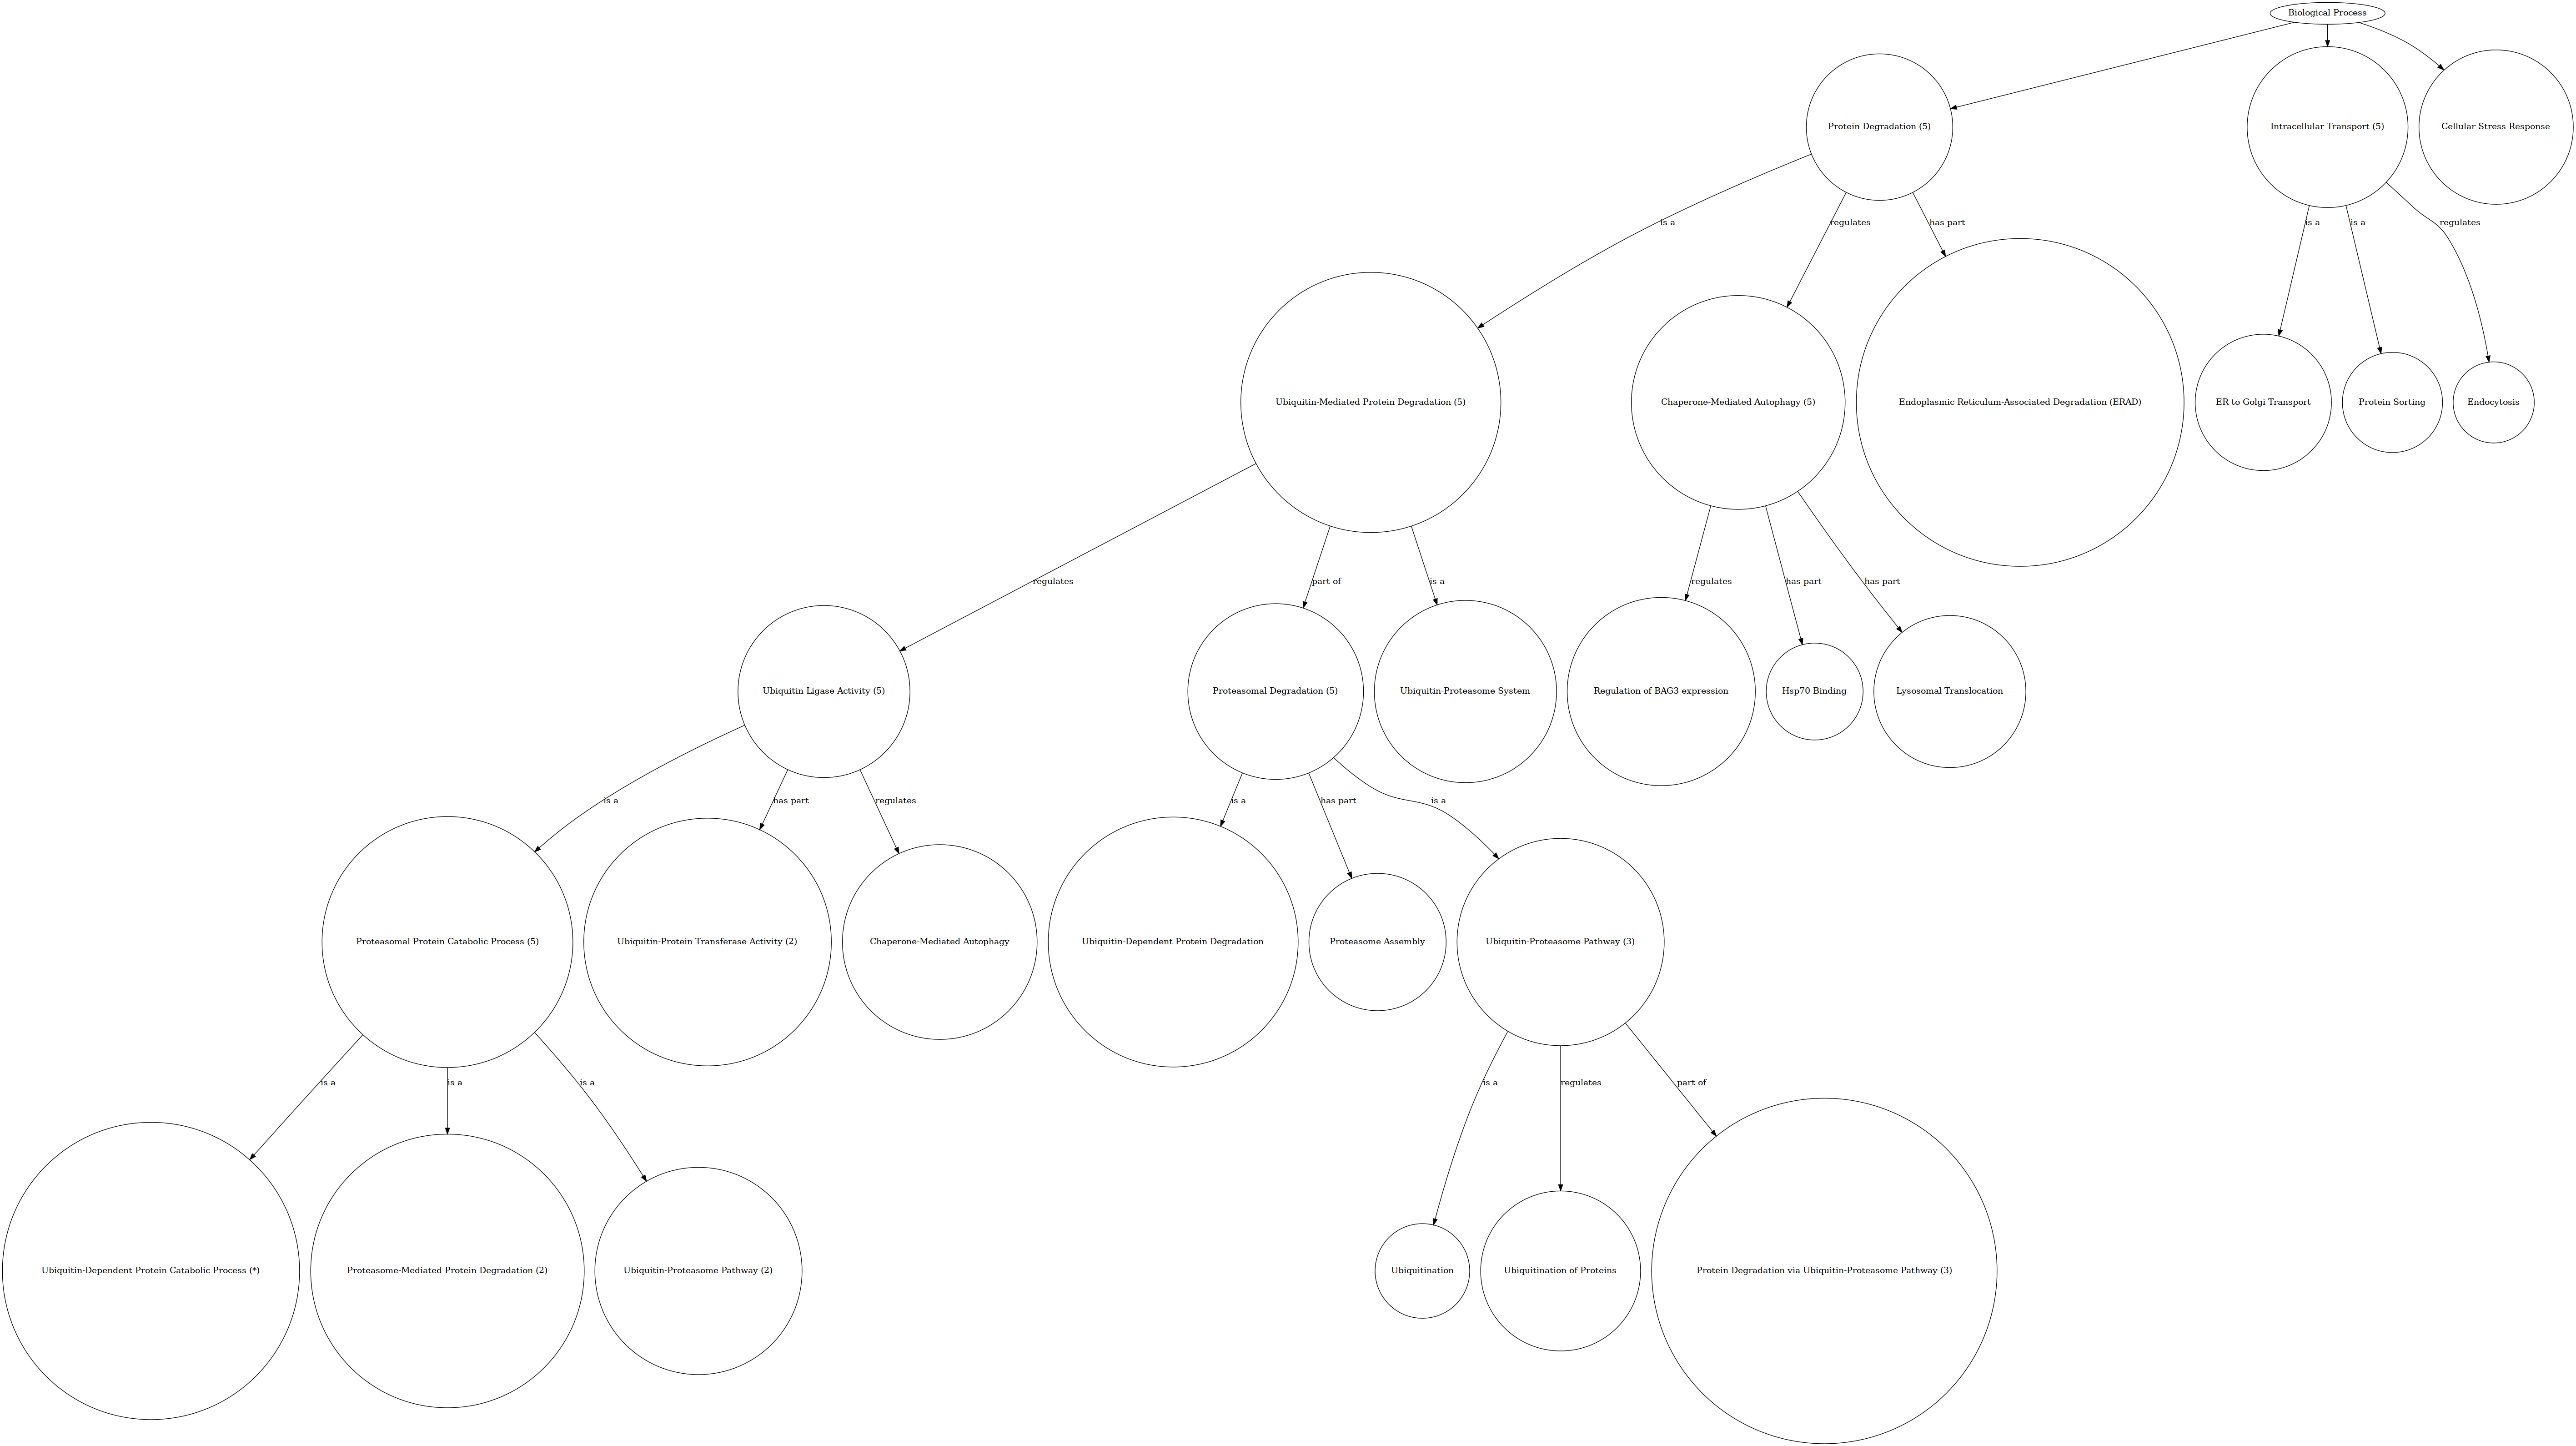 Biological Process
Protein Degradation (5)
Intracellular Transport (5)
Cellular Stress Response
is a
regulates
has part
is a
is a
regulates
Ubiquitin-Mediated Protein Degradation (5)
Chaperone-Mediated Autophagy (5)
Endoplasmic Reticulum-Associated Degradation (ERAD)
ER to Golgi Transport
Protein Sorting
Endocytosis
regulates
part of
is a
regulates
has part
has part
Ubiquitin Ligase Activity (5)
Proteasomal Degradation (5)
Ubiquitin-Proteasome System
Regulation of BAG3 expression
Hsp70 Binding
Lysosomal Translocation
is a
has part
regulates
is a
has part
is a
Proteasomal Protein Catabolic Process (5)
Ubiquitin-Protein Transferase Activity (2)
Chaperone-Mediated Autophagy
Ubiquitin-Dependent Protein Degradation
Proteasome Assembly
Ubiquitin-Proteasome Pathway (3)
is a
is a
is a
is a
regulates
part of
Ubiquitin-Dependent Protein Catabolic Process (*)
Proteasome-Mediated Protein Degradation (2)
Ubiquitin-Proteasome Pathway (2)
Ubiquitination
Ubiquitination of Proteins
Protein Degradation via Ubiquitin-Proteasome Pathway (3)